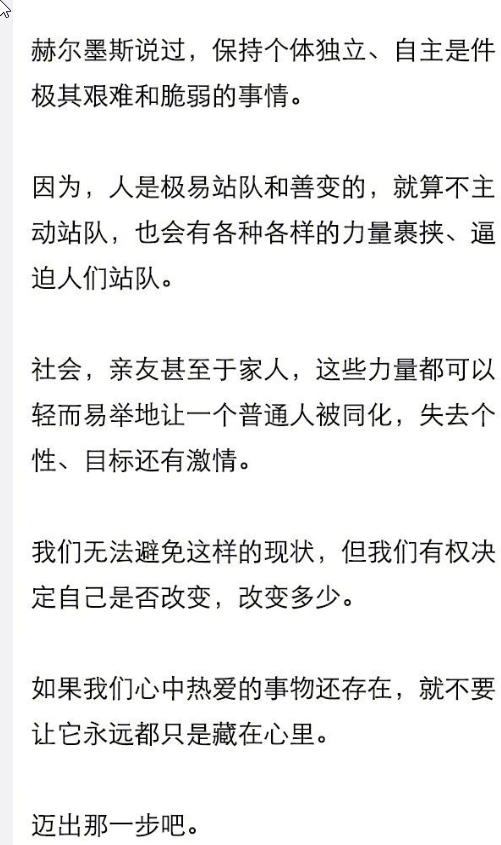 赫尔墨斯说过，保持个体独立、自主是件
极其艰难和脆弱的事情。
因为，人是极易站队和善变的，就算不主
动站队，也会有各种各样的力量裹挟、逼
迫人们站队。
社会，亲友甚至于家人，这些力量都可以
轻而易举地让一个普通人被同化，失去个
性、目标还有激情。
我们无法避免这样的现状，但我们有权决
定自己是否改变，改变多少。
如果我们心中热爱的事物还存在，就不要
让它永远都只是藏在心里。
迈出那一步吧。